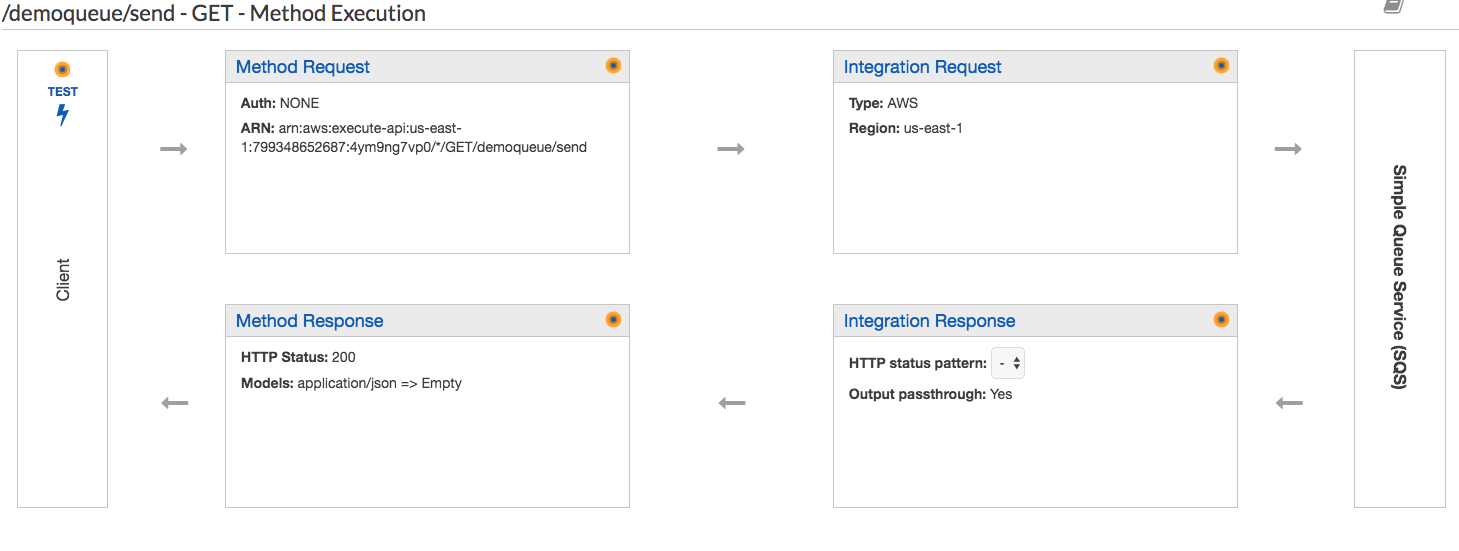 /demoqueue/send - GET - Method Execution
TEST
Client
Method Request
Auth: NONE
ARN: arn:aws:execute-api:us-east-
1:799348652687:4ym9ng7vp0/*/GET/demoqueue/send
Integration Request
Type: AWS
Region: us-east-1
Simple Queue Service (SQS)
Method Response
HTTP Status: 200
Models: application/json => Empty
Integration Response
HTTP status pattern: -
Output passthrough: Yes